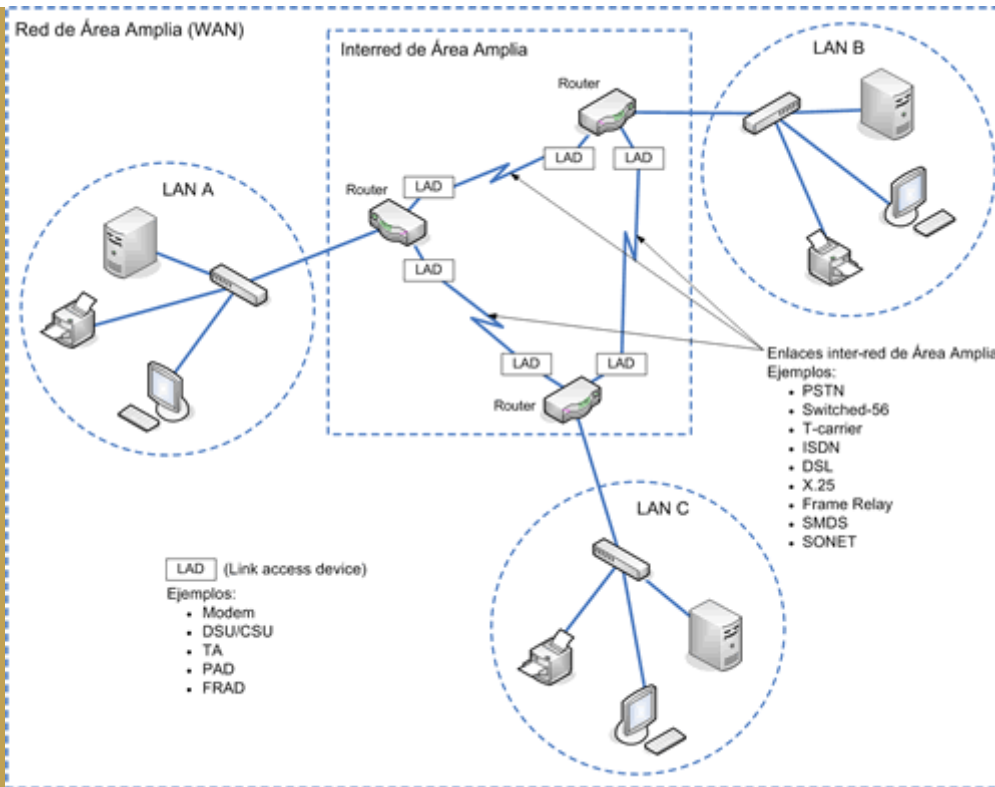 Red de Área Amplia (WAN)
Interred de Área Amplia
Router
LAN B
LAD
LAD
LAN A
Router
LAD
LAD
LAD
LAD
Router
Enlaces inter-red de Área Amplia
Ejemplos:
• PSTN
• Switched-56
• T-carrier
• ISDN
• DSL
• X.25
• Frame Relay
• SMDS
• SONET
LAN C
LAD (Link access device)
Ejemplos:
• Modem
• DSU/CSU
• TA
• PAD
• FRAD